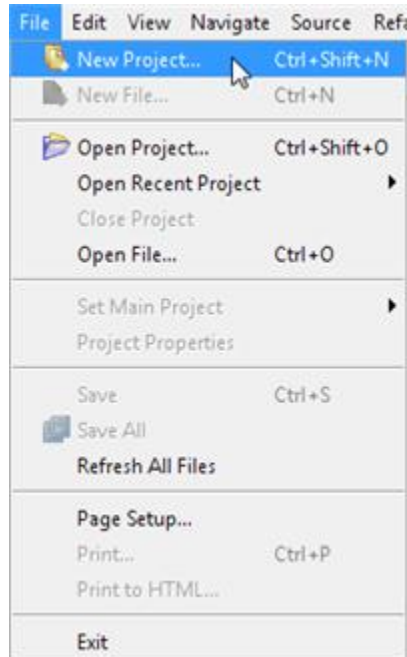 File Edit View Navigate Source Refa
New Project... Ctrl+Shift+N
New File... Ctrl+N
Open Project... Ctrl+Shift+O
Open Recent Project
Close Project
Open File... Ctrl+O
Set Main Project
Project Properties
Save Ctrl+S
Save All
Refresh All Files
Page Setup...
Print... Ctrl+P
Print to HTML...
Exit